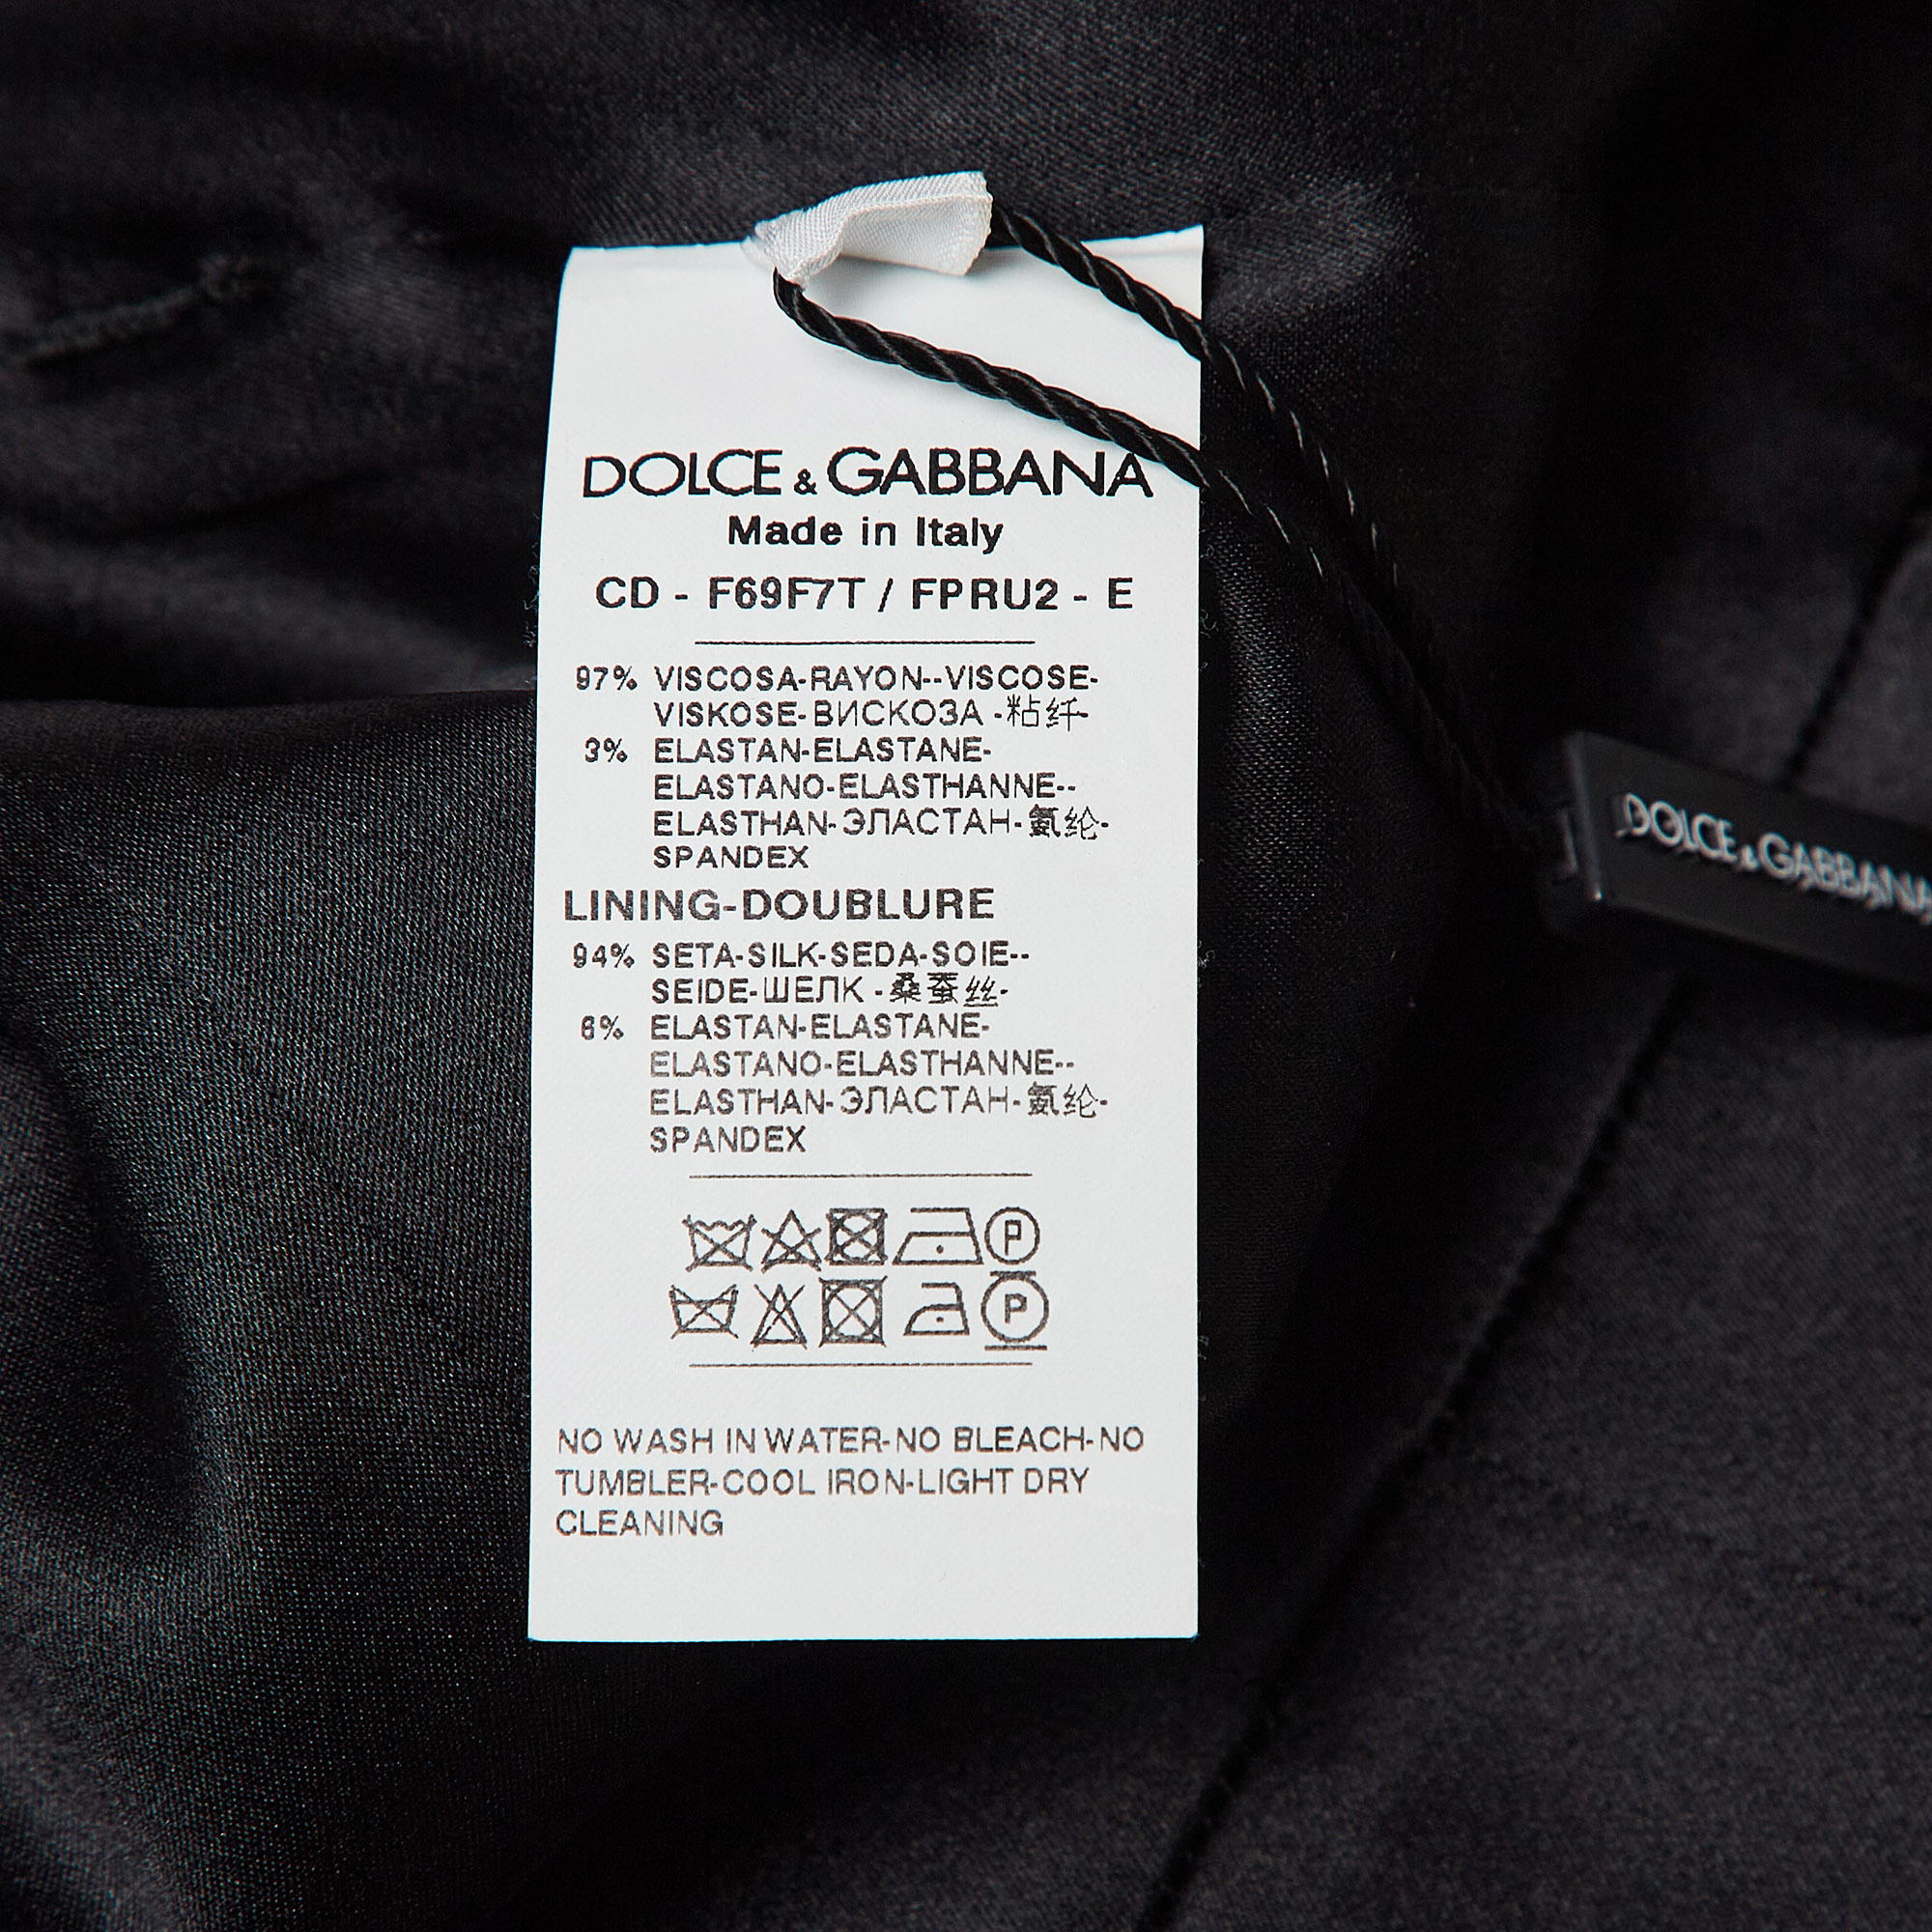 DOLCE & GABBANA
Made in Italy
CD - F69F7T / FPRU2 - E
97% VISCOSA-RAYON--VISCOSE-
VISKOSE-ВИСКОЗА -粘纤-
3% ELASTAN-ELASTANE-
ELASTANO-ELASTHANNE--
ELASTHAN-ЭЛАСТАН-氨纶-
SPANDEX
LINING-DOUBLURE
94% SETA-SILK-SEDA-SOIE--
SEIDE-ШЕЛК -桑蚕丝-
6% ELASTAN-ELASTANE-
ELASTANO-ELASTHANNE--
ELASTHAN-ЭЛАСТАН-氨纶-
SPANDEX
P
P
NO WASH IN WATER-NO BLEACH-NO
TUMBLER-COOL IRON-LIGHT DRY
CLEANING
DOLCE & GABBANA